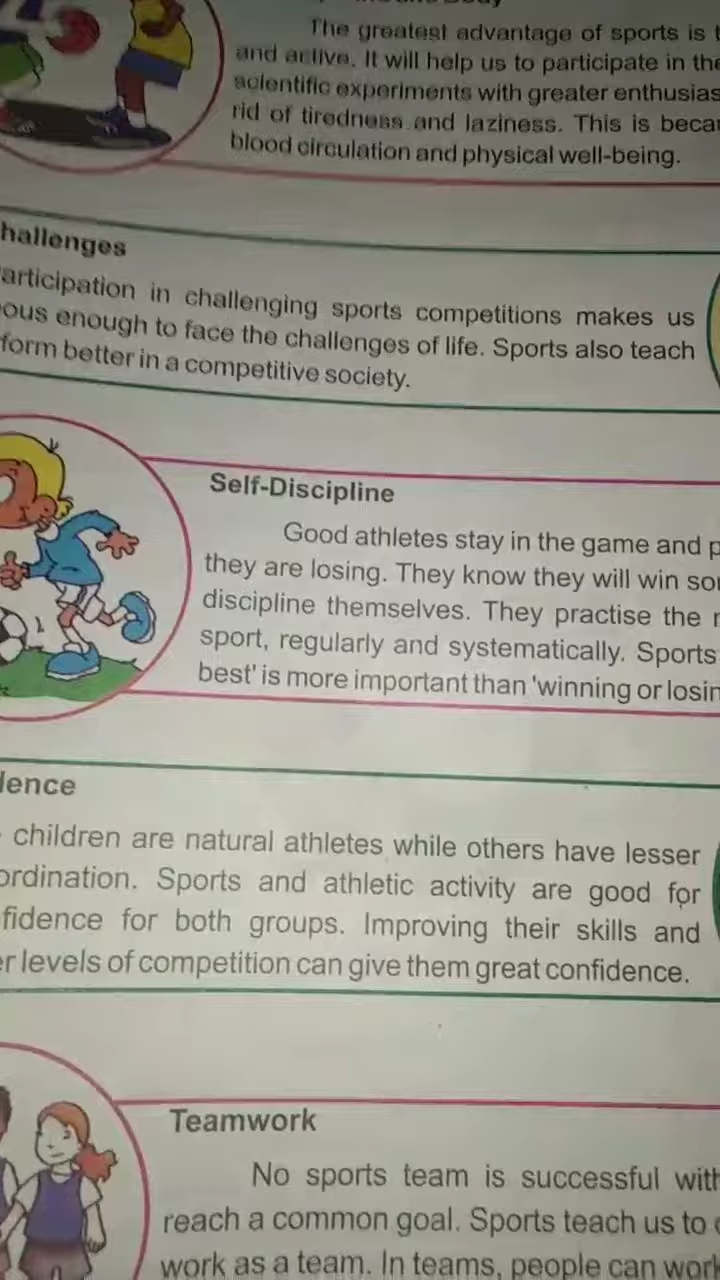 The greatest advantage of sports is
and active. It will help us to participate in the
scientific experiments with greater
rid of tiredness and laziness. This is
blood circulation and physical well-being.
hallenges
articipation in challenging sports competitions makes us
ous enough to face the challenges of life. Sports also teach
form better in a competitive society.
Self-Discipline
Good athletes stay in the game and
they are losing. They know they will win
discipline themselves. They practise the
sport, regularly and systematically. Sports
best' is more important than 'winning or
dence
children are natural athletes while others have lesser
ordination. Sports and athletic activity are good for
fidence for both groups. Improving their skills and
er levels of competition can give them great confidence.
Teamwork
No sports team is successful
reach a common goal. Sports teach us to
work as a team. In teams, people can